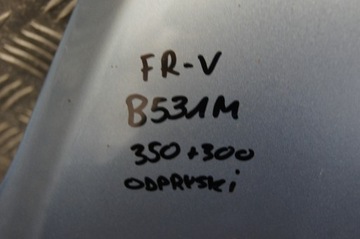 FR-V
B531M
350+300
ODPRYSKi